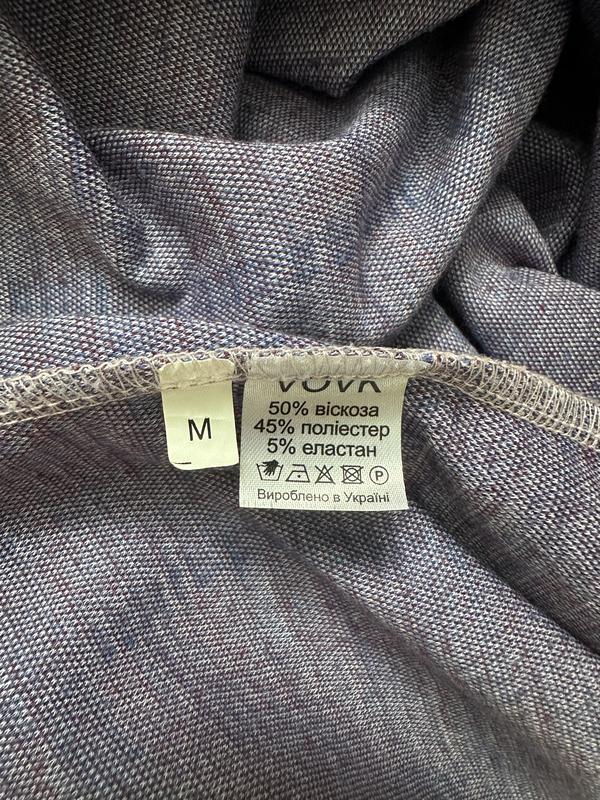 M
VOVK
50% віскоза
45% поліестер
5% еластан
P
Вироблено в Україні